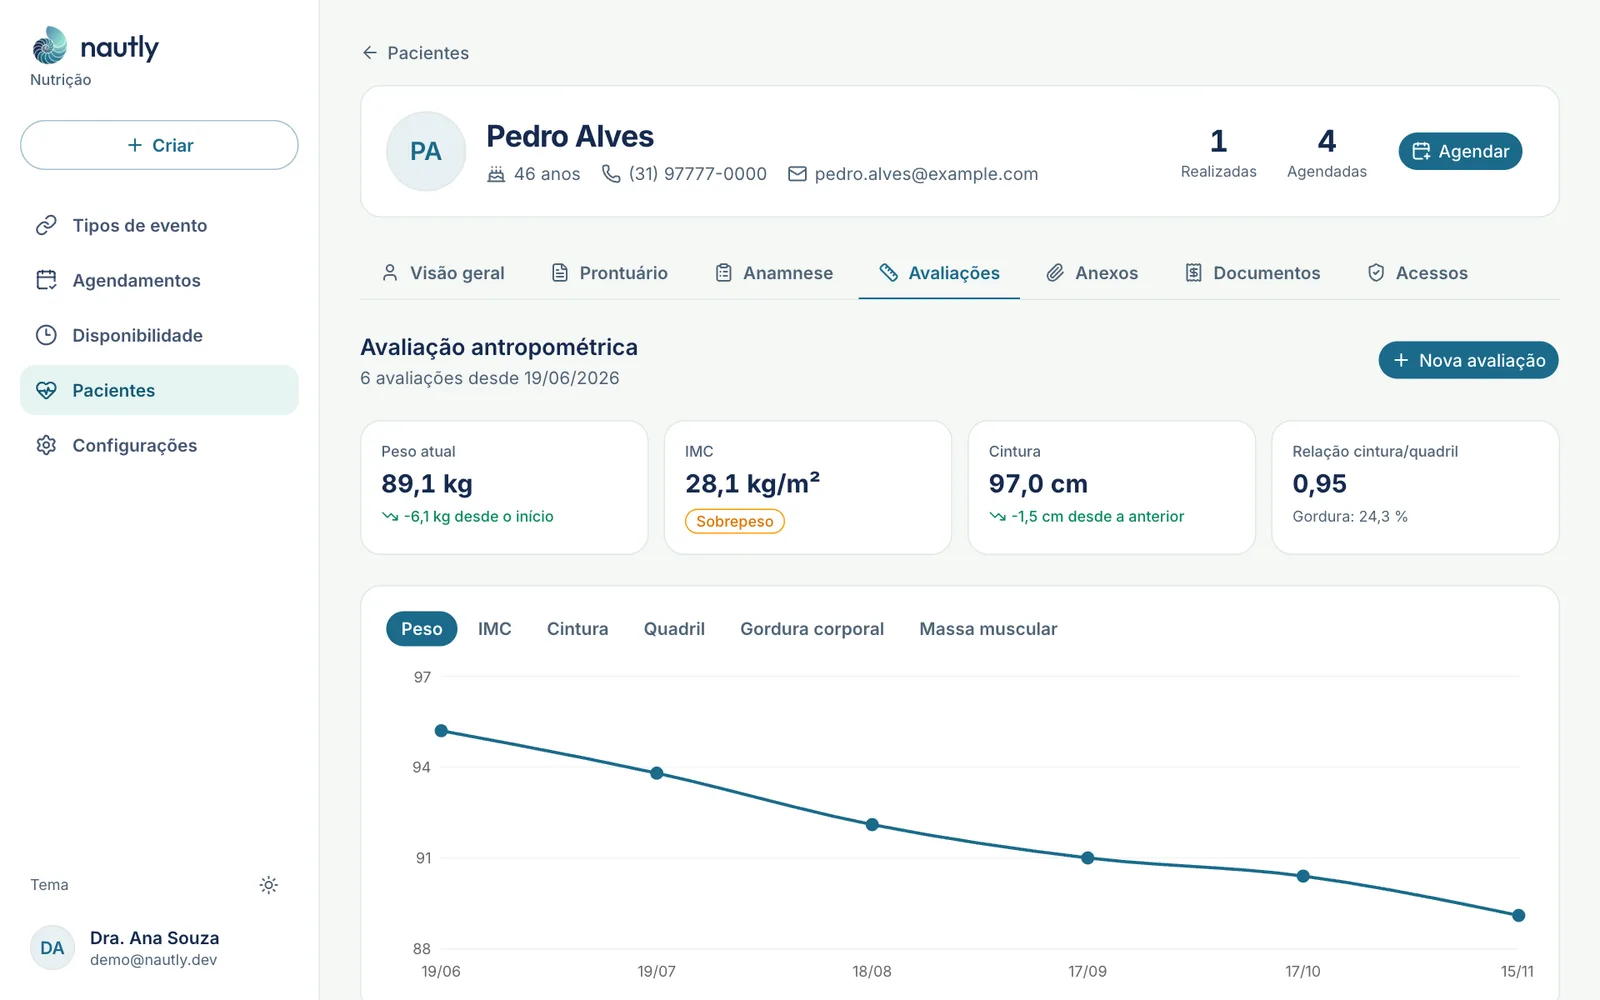 nautly
Nutrição
+ Criar
Tipos de evento
Agendamentos
Disponibilidade
Pacientes
Configurações
Tema
DA
Dra. Ana Souza
demo@nautly.dev
← Pacientes
PA
Pedro Alves
46 anos (31) 97777-0000 pedro.alves@example.com
1 Realizadas
4 Agendadas
Agendar
Visão geral Prontuário Anamnese Avaliações Anexos Documentos Acessos
Avaliação antropométrica
6 avaliações desde 19/06/2026
+ Nova avaliação
Peso atual
89,1 kg
-6,1 kg desde o início
IMC
28,1 kg/m²
Sobrepeso
Cintura
97,0 cm
-1,5 cm desde a anterior
Relação cintura/quadril
0,95
Gordura: 24,3 %
Peso IMC Cintura Quadril Gordura corporal Massa muscular
97
94
91
88
19/06 19/07 18/08 17/09 17/10 15/11